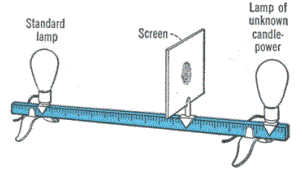 Standard
lamp
Screen
Lamp of
unknown
candle-
power